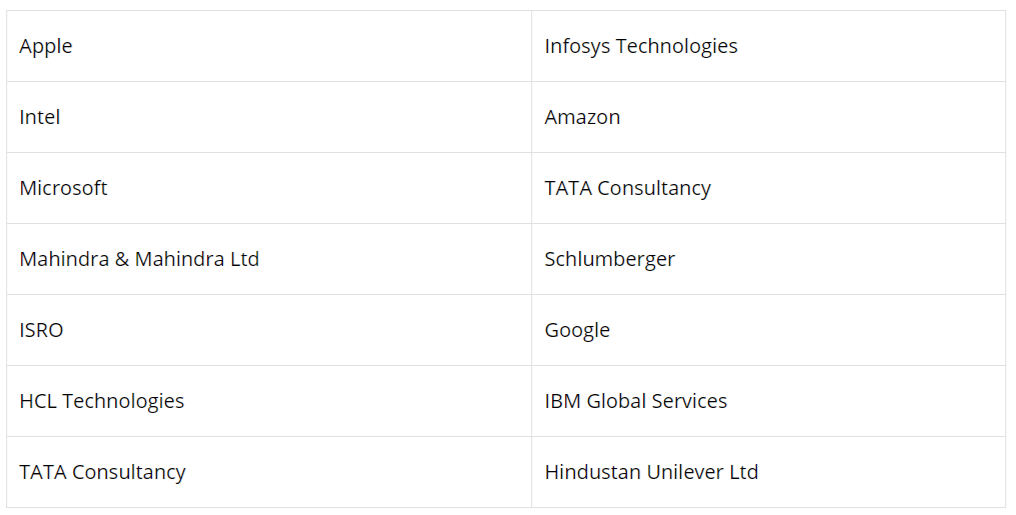 Apple
Infosys Technologies
Intel
Amazon
Microsoft
TATA Consultancy
Mahindra & Mahindra Ltd
Schlumberger
ISRO
Google
HCL Technologies
IBM Global Services
TATA Consultancy
Hindustan Unilever Ltd